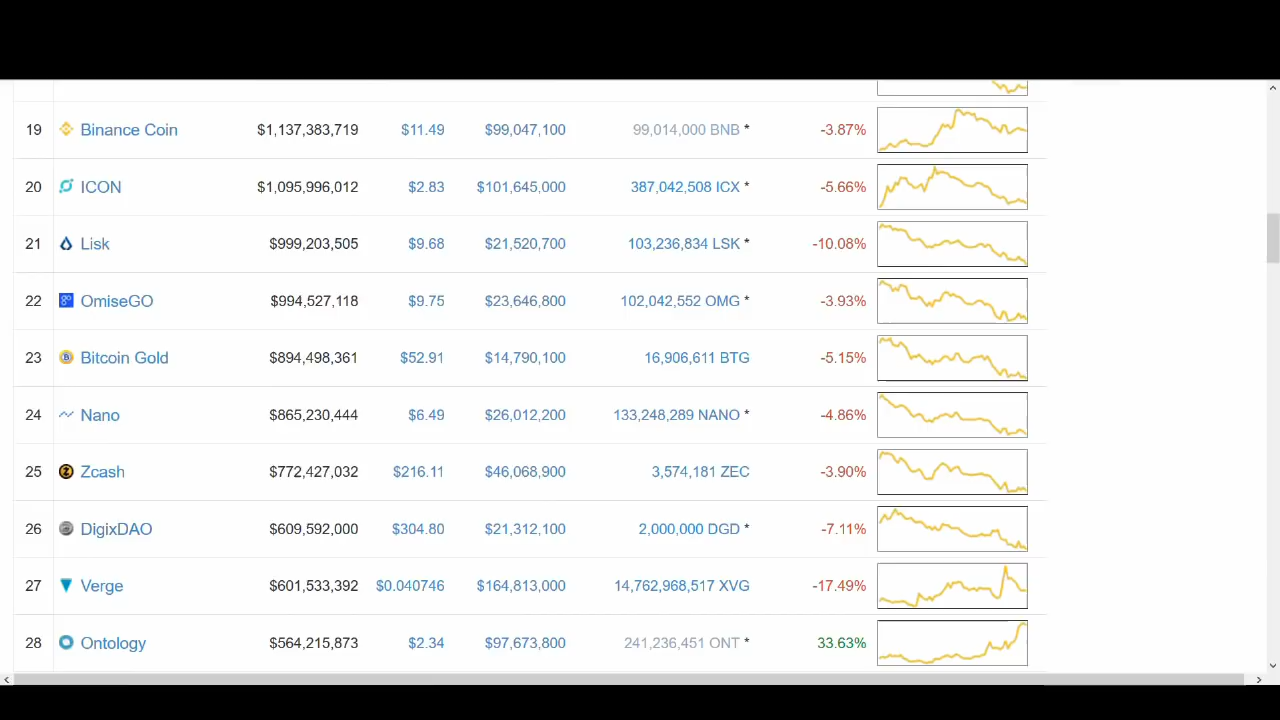 19 Binance Coin $1,137,383,719 $11.49 $99,047,100 99,014,000 BNB * -3.87%
20 ICON $1,095,996,012 $2.83 $101,645,000 387,042,508 ICX * -5.66%
21 Lisk $999,203,505 $9.68 $21,520,700 103,236,834 LSK * -10.08%
22 OmiseGO $994,527,118 $9.75 $23,646,800 102,042,552 OMG * -3.93%
23 Bitcoin Gold $894,498,361 $52.91 $14,790,100 16,906,611 BTG -5.15%
24 Nano $865,230,444 $6.49 $26,012,200 133,248,289 NANO * -4.86%
25 Zcash $772,427,032 $216.11 $46,068,900 3,574,181 ZEC -3.90%
26 DigixDAO $609,592,000 $304.80 $21,312,100 2,000,000 DGD * -7.11%
27 Verge $601,533,392 $0.040746 $164,813,000 14,762,968,517 XVG -17.49%
28 Ontology $564,215,873 $2.34 $97,673,800 241,236,451 ONT * 33.63%